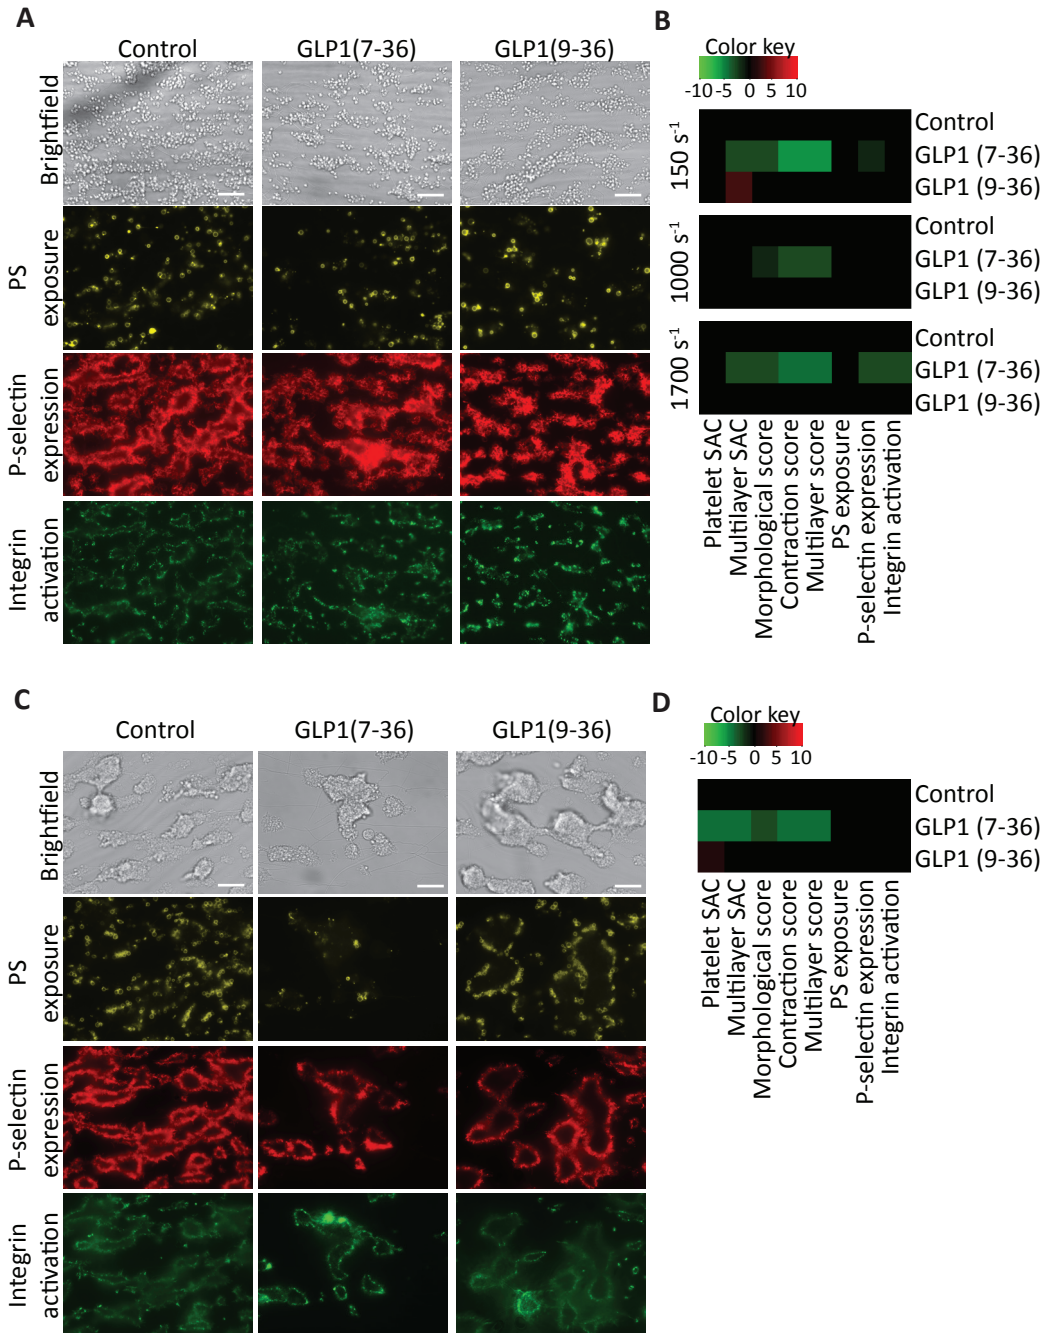 A
Control
GLP1(7-36)
GLP1(9-36)
Brightfield
PS
exposure
P-selectin
expression
Integrin
activation
B
Color key
-10 -5 0 5 10
150 s-1
Control
GLP1 (7-36)
GLP1 (9-36)
1000 s-1
Control
GLP1 (7-36)
GLP1 (9-36)
1700 s-1
Control
GLP1 (7-36)
GLP1 (9-36)
Platelet SAC
Multilayer SAC
Morphological score
Contraction score
Multilayer score
PS exposure
P-selectin expression
Integrin activation
C
Control
GLP1(7-36)
GLP1(9-36)
Brightfield
PS
exposure
P-selectin
expression
Integrin
activation
D
Color key
-10 -5 0 5 10
Control
GLP1 (7-36)
GLP1 (9-36)
Platelet SAC
Multilayer SAC
Morphological score
Contraction score
Multilayer score
PS exposure
P-selectin expression
Integrin activation